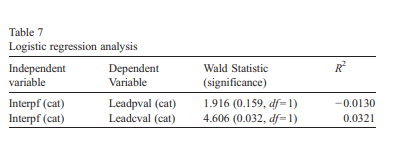 Table 7
Logistic regression analysis
Independent variable Dependent Variable Wald Statistic (significance) R²
Interpf (cat) Leadpval (cat) 1.916 (0.159, df=1) −0.0130
Interpf (cat) Leadcval (cat) 4.606 (0.032, df=1) 0.0321